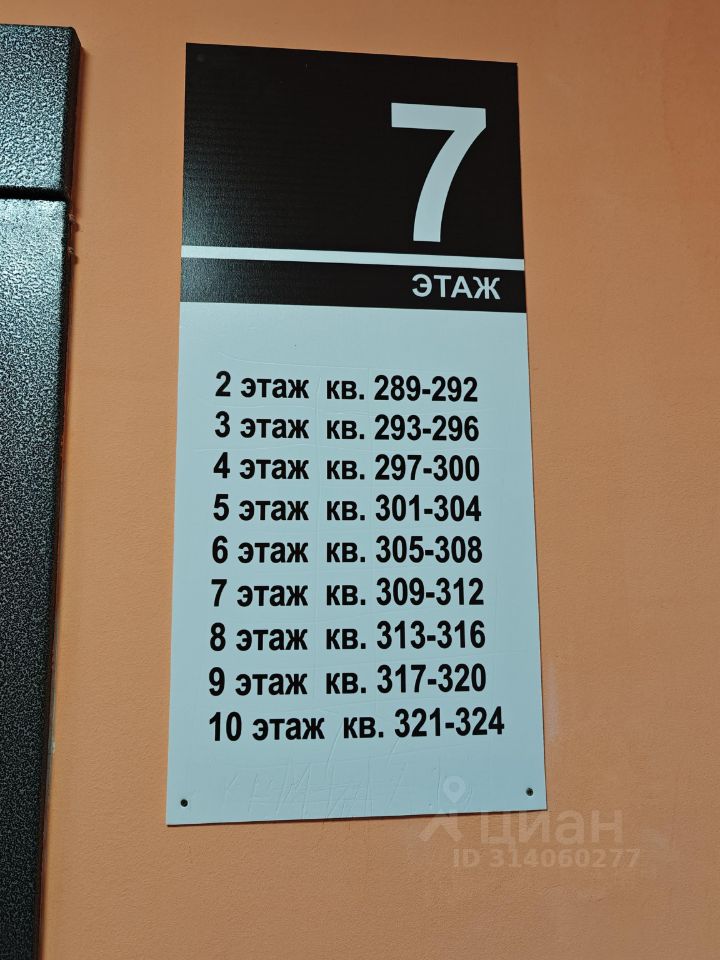 7
ЭТАЖ
2 этаж кв. 289-292
3 этаж кв. 293-296
4 этаж кв. 297-300
5 этаж кв. 301-304
6 этаж кв. 305-308
7 этаж кв. 309-312
8 этаж кв. 313-316
9 этаж кв. 317-320
10 этаж кв. 321-324
циан
ID 314060277